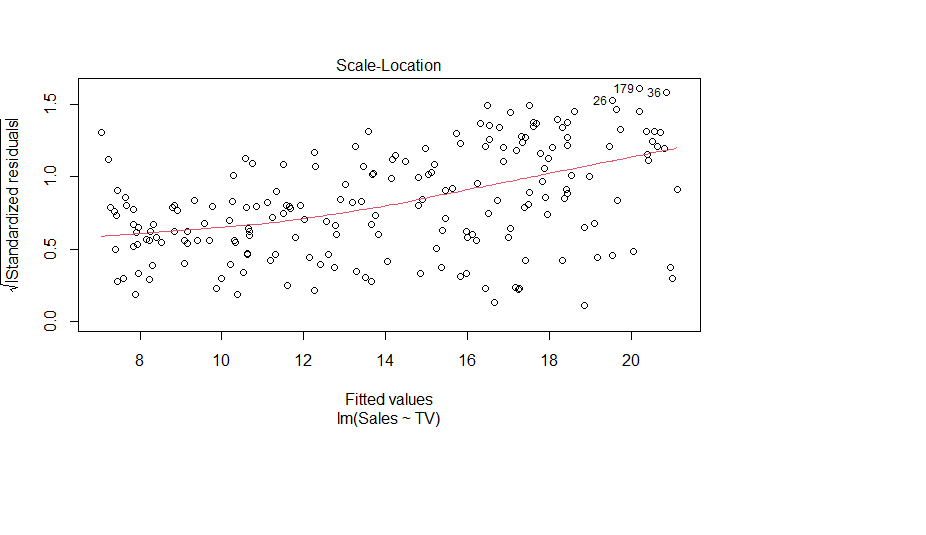 Scale-Location
√|Standardized residuals|
1.5
1.0
0.5
0.0
179
36
26
8 10 12 14 16 18 20
Fitted values
lm(Sales ~ TV)